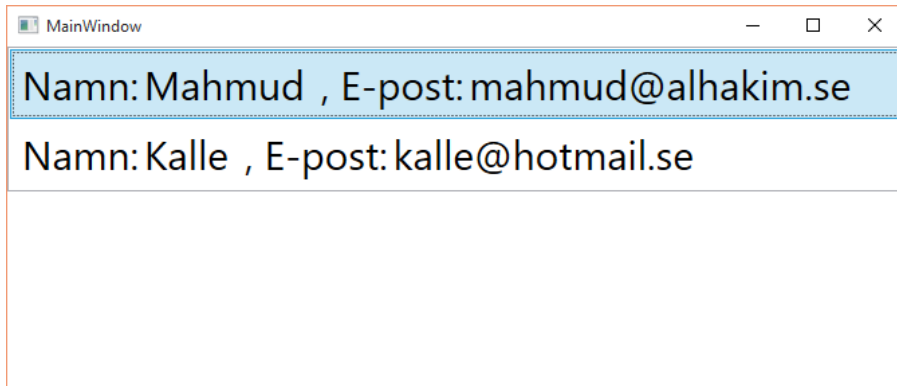 MainWindow
Namn: Mahmud , E-post: mahmud@alhakim.se
Namn: Kalle , E-post: kalle@hotmail.se